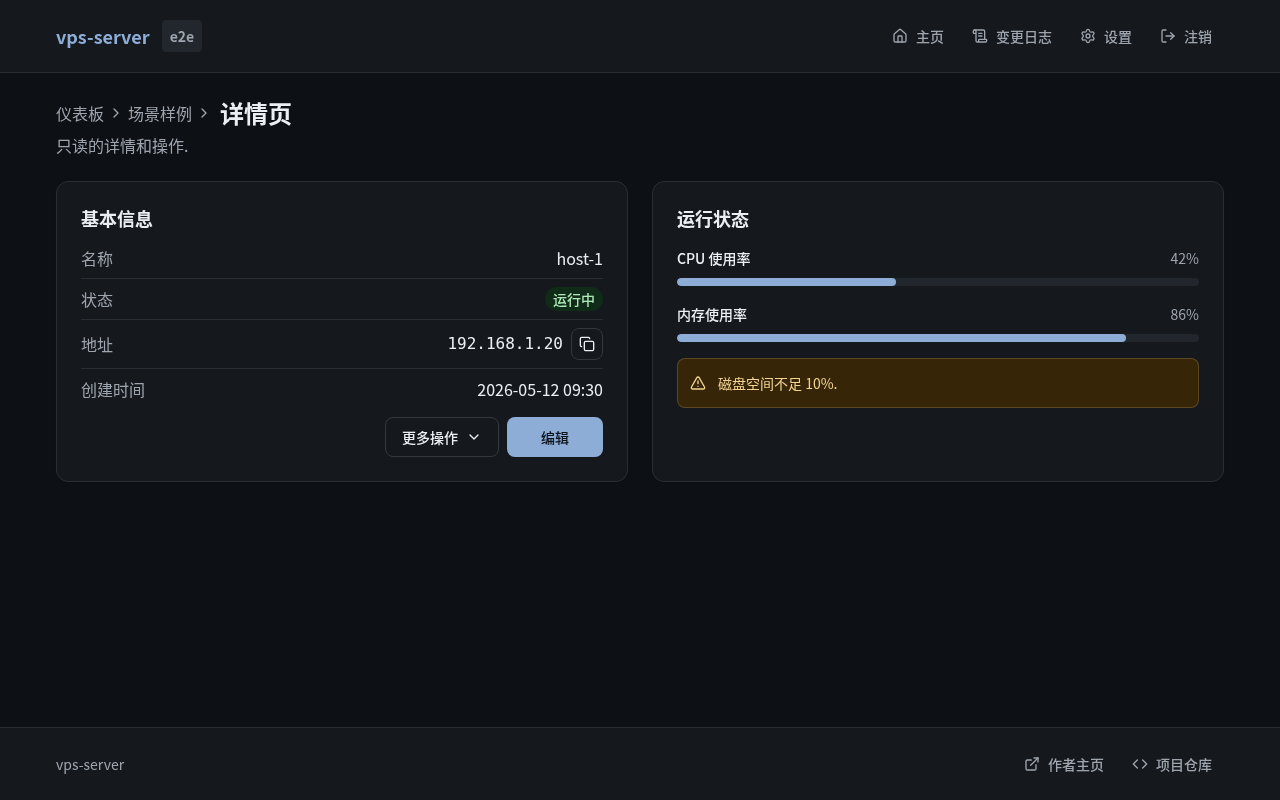 vps-server e2e 主页 变更日志 设置 注销
仪表板 场景样例 详情页
只读的详情和操作.
基本信息
名称 host-1
状态 运行中
地址 192.168.1.20
创建时间 2026-05-12 09:30
更多操作 编辑
运行状态
CPU 使用率 42%
内存使用率 86%
磁盘空间不足 10%.
vps-server 作者主页 项目仓库